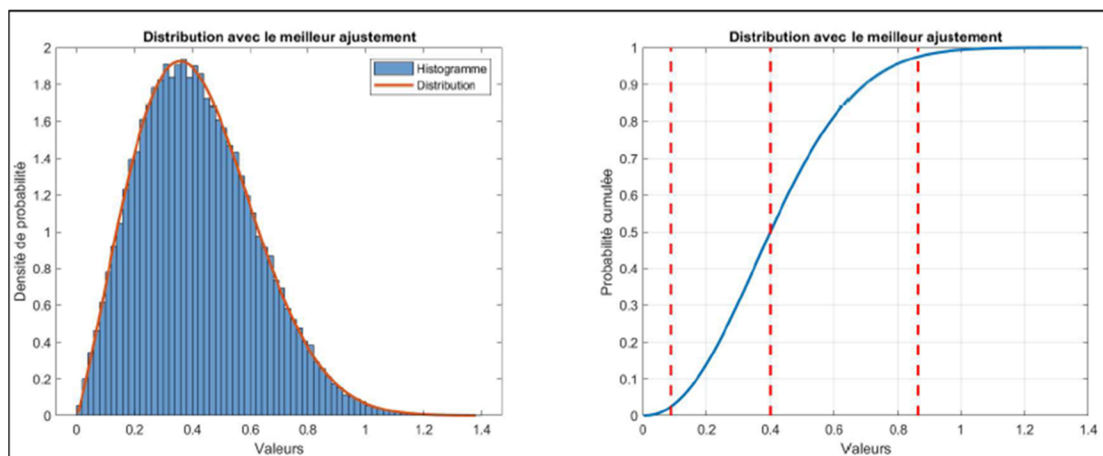 Distribution avec le meilleur ajustement
2
1.8
1.6
1.4
1.2
1
0.8
0.6
0.4
0.2
0
Densité de probabilité
Histogramme
Distribution
0 0.2 0.4 0.6 0.8 1 1.2 1.4
Valeurs
Distribution avec le meilleur ajustement
1
0.9
0.8
0.7
0.6
0.5
0.4
0.3
0.2
0.1
0
Probabilité cumulée
0 0.2 0.4 0.6 0.8 1 1.2 1.4
Valeurs